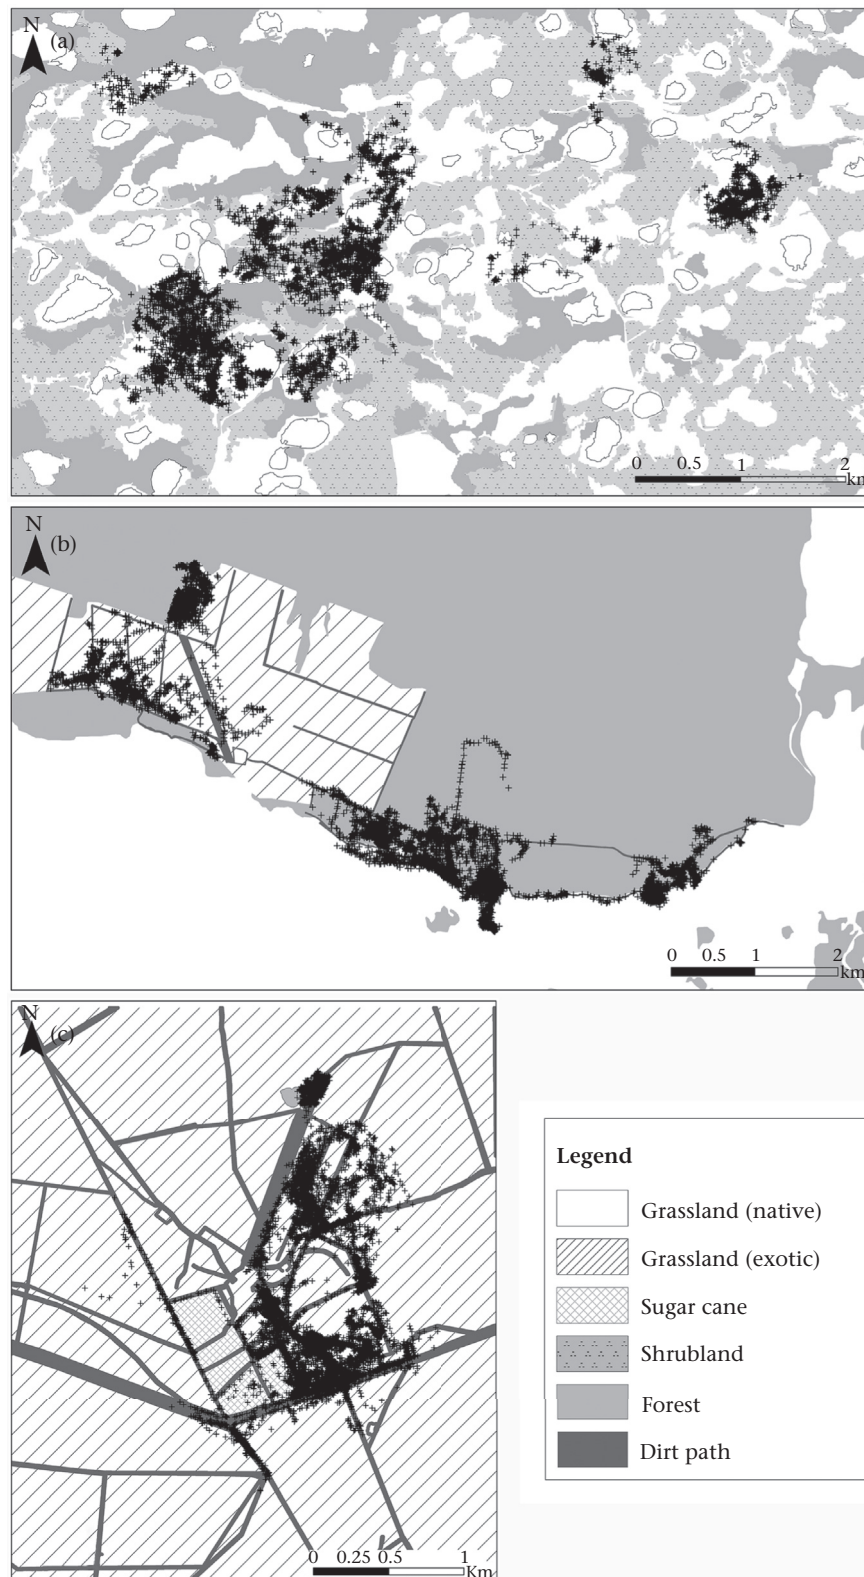 N
(a)
0 0.5 1 2
km
N
(b)
0 0.5 1 2
km
N
(c)
0 0.25 0.5 1
Km
Legend
Grassland (native)
Grassland (exotic)
Sugar cane
Shrubland
Forest
Dirt path